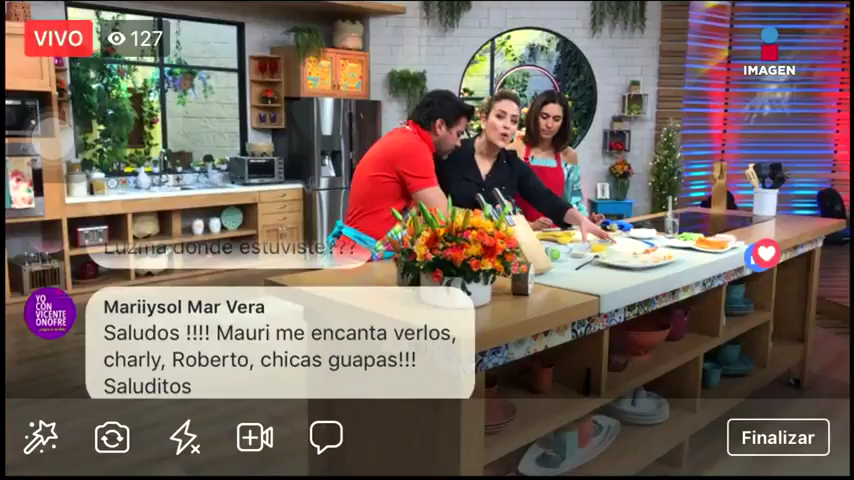 VIVO 127
IMAGEN
Luzma donde estuviste???
YO
CON
VICENTE
ONOFRE
Mariiysol Mar Vera
Saludos !!!! Mauri me encanta verlos,
charly, Roberto, chicas guapas!!!
Saluditos
Finalizar